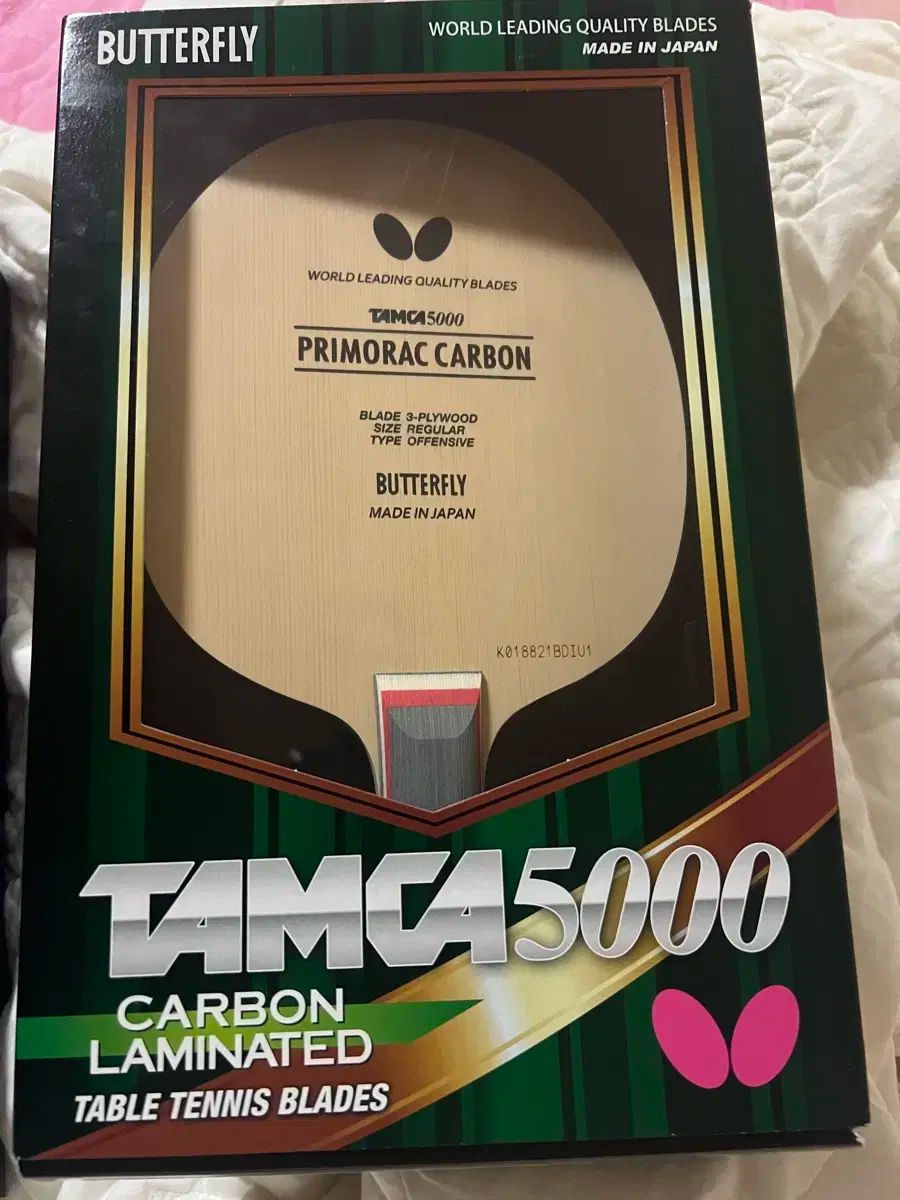 BUTTERFLY
WORLD LEADING QUALITY BLADES
MADE IN JAPAN
WORLD LEADING QUALITY BLADES
TAMCA5000
PRIMORAC CARBON
BLADE 3-PLYWOOD
SIZE REGULAR
TYPE OFFENSIVE
BUTTERFLY
MADE IN JAPAN
K018821BDIU1
TAMCA5000
CARBON
LAMINATED
TABLE TENNIS BLADES